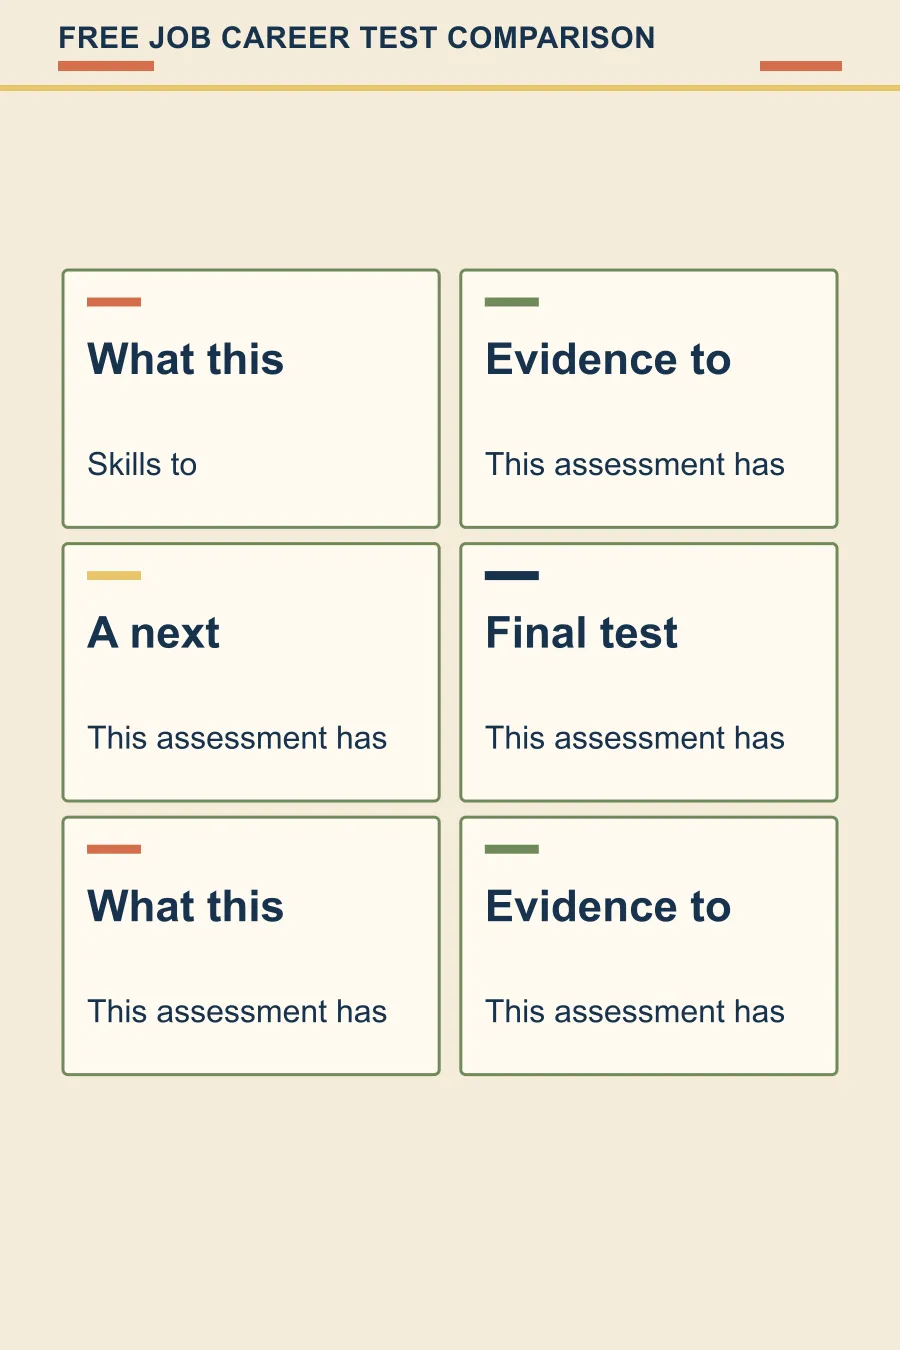 FREE JOB CAREER TEST COMPARISON
What this
Skills to
Evidence to
This assessment has
A next
This assessment has
Final test
This assessment has
What this
This assessment has
Evidence to
This assessment has